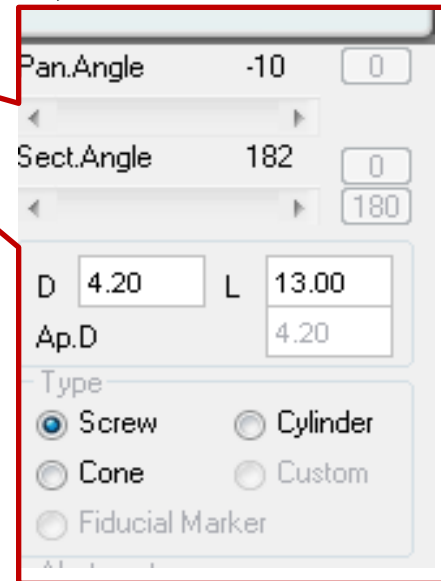 Pan.Angle -10 0
Sect.Angle 182 0
180
D 4.20 L 13.00
Ap.D 4.20
Type
Screw Cylinder
Cone Custom
Fiducial Marker